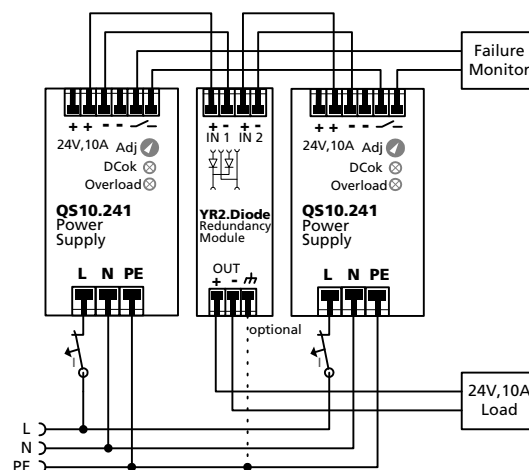 Failure
Monitor
+ + - -
24V,10A
Adj
DCok
Overload
QS10.241
Power
Supply
L N PE
+ - + -
IN 1 IN 2
YR2.Diode
Redundancy
Module
OUT
+ -
optional
+ + - -
24V,10A
Adj
DCok
Overload
QS10.241
Power
Supply
L N PE
I
I
24V,10A
Load
L
N
PE